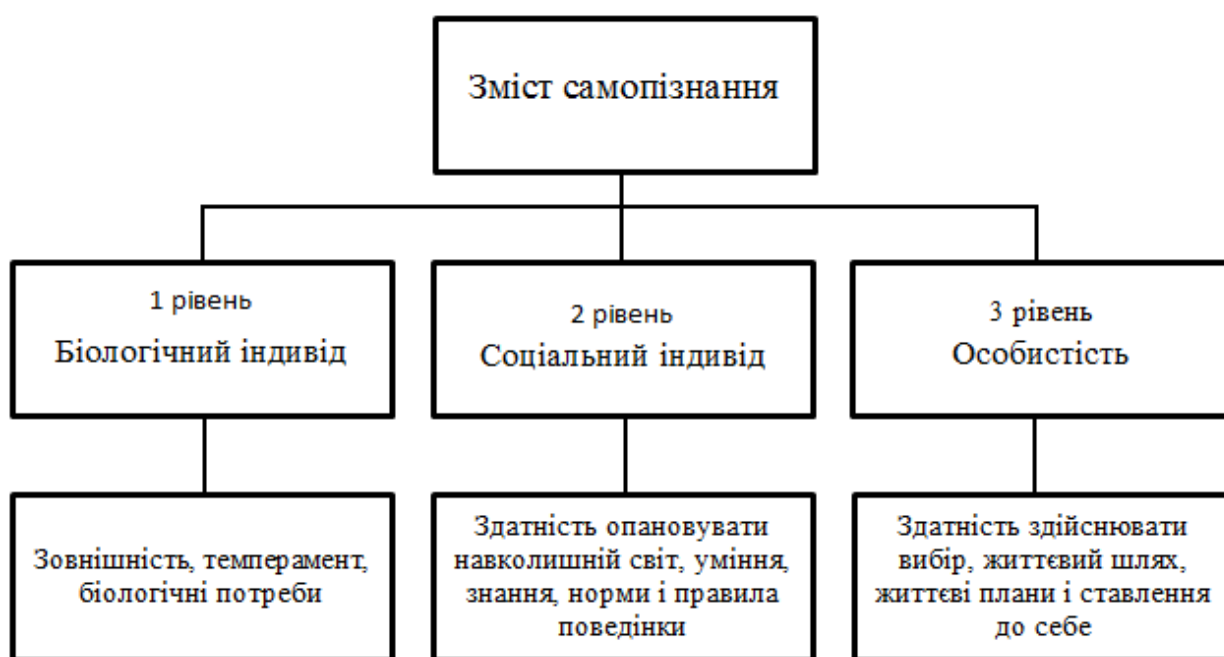 Зміст самопізнання
1 рівень
Біологічний індивід
2 рівень
Соціальний індивід
3 рівень
Особистість
Зовнішність, темперамент,
біологічні потреби
Здатність опановувати
навколишній світ, уміння,
знання, норми і правила
поведінки
Здатність здійснювати
вибір, життєвий шлях,
життєві плани і ставлення
до себе